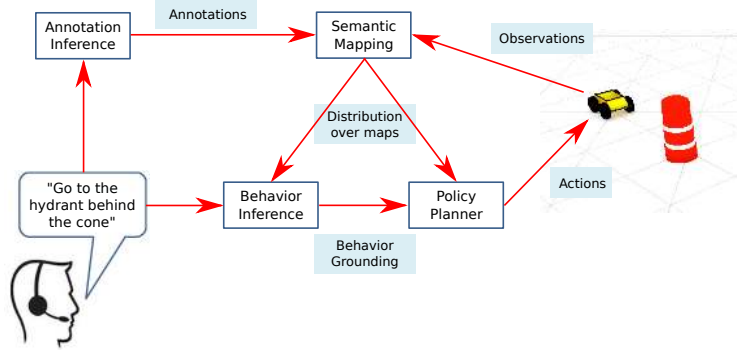 Annotations
Annotation
Inference
Semantic
Mapping
Observations
Distribution
over maps
"Go to the
hydrant behind
the cone"
Behavior
Inference
Policy
Planner
Actions
Behavior
Grounding